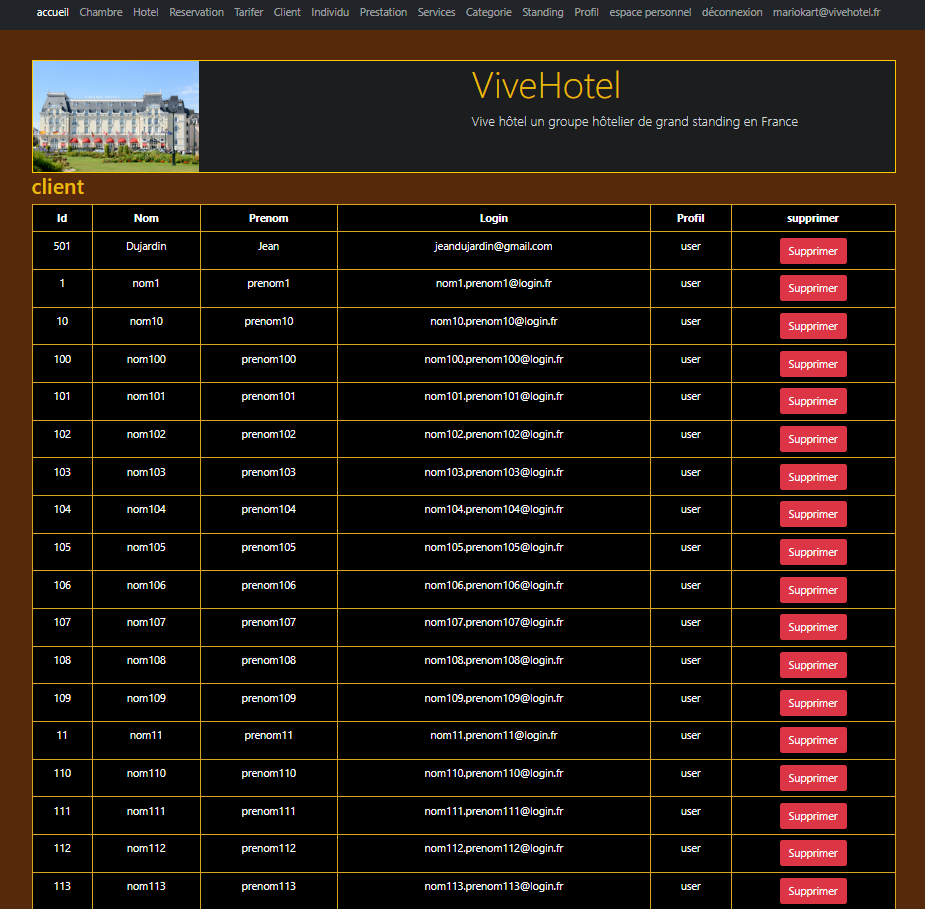 accueil Chambre Hotel Reservation Tarifer Client Individu Prestation Services Categorie Standing Profil espace personnel déconnexion mariokart@vivehotel.fr
ViveHotel
Vive hôtel un groupe hôtelier de grand standing en France
client
Id Nom Prenom Login Profil supprimer
501 Dujardin Jean jeandujardin@gmail.com user Supprimer
1 nom1 prenom1 nom1.prenom1@login.fr user Supprimer
10 nom10 prenom10 nom10.prenom10@login.fr user Supprimer
100 nom100 prenom100 nom100.prenom100@login.fr user Supprimer
101 nom101 prenom101 nom101.prenom101@login.fr user Supprimer
102 nom102 prenom102 nom102.prenom102@login.fr user Supprimer
103 nom103 prenom103 nom103.prenom103@login.fr user Supprimer
104 nom104 prenom104 nom104.prenom104@login.fr user Supprimer
105 nom105 prenom105 nom105.prenom105@login.fr user Supprimer
106 nom106 prenom106 nom106.prenom106@login.fr user Supprimer
107 nom107 prenom107 nom107.prenom107@login.fr user Supprimer
108 nom108 prenom108 nom108.prenom108@login.fr user Supprimer
109 nom109 prenom109 nom109.prenom109@login.fr user Supprimer
11 nom11 prenom11 nom11.prenom11@login.fr user Supprimer
110 nom110 prenom110 nom110.prenom110@login.fr user Supprimer
111 nom111 prenom111 nom111.prenom111@login.fr user Supprimer
112 nom112 prenom112 nom112.prenom112@login.fr user Supprimer
113 nom113 prenom113 nom113.prenom113@login.fr user Supprimer